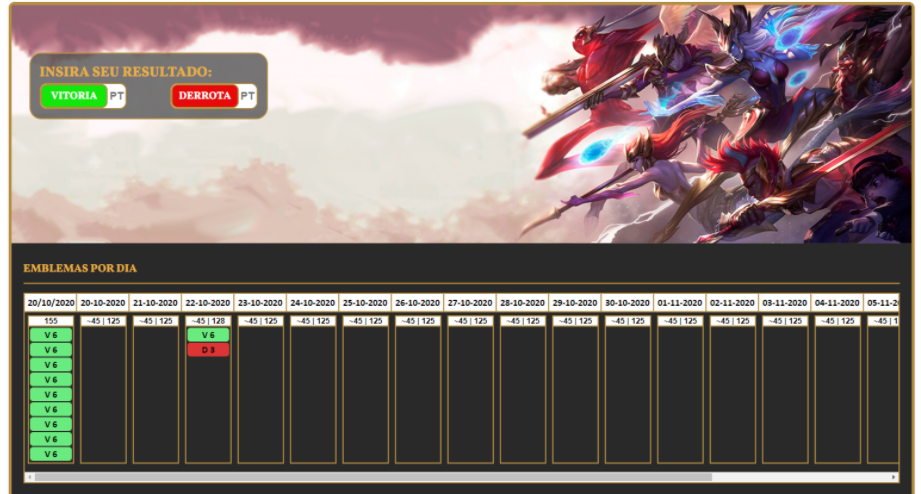 INSIRA SEU RESULTADO:
VITORIA PT DERROTA PT
EMBLEMAS POR DIA
20/10/2020 20-10-2020 21-10-2020 22-10-2020 23-10-2020 24-10-2020 25-10-2020 26-10-2020 27-10-2020 28-10-2020 29-10-2020 30-10-2020 01-11-2020 02-11-2020 03-11-2020 04-11-2020 05-11-20
155 ~45 | 125 ~45 | 125 ~45 | 128 ~45 | 125 ~45 | 125 ~45 | 125 ~45 | 125 ~45 | 125 ~45 | 125 ~45 | 125 ~45 | 125 ~45 | 125 ~45 | 125 ~45 | 125 ~45 | 125 ~45 | 1
V 6 V 6
V 6 D 3
V 6
V 6
V 6
V 6
V 6
V 6
V 6